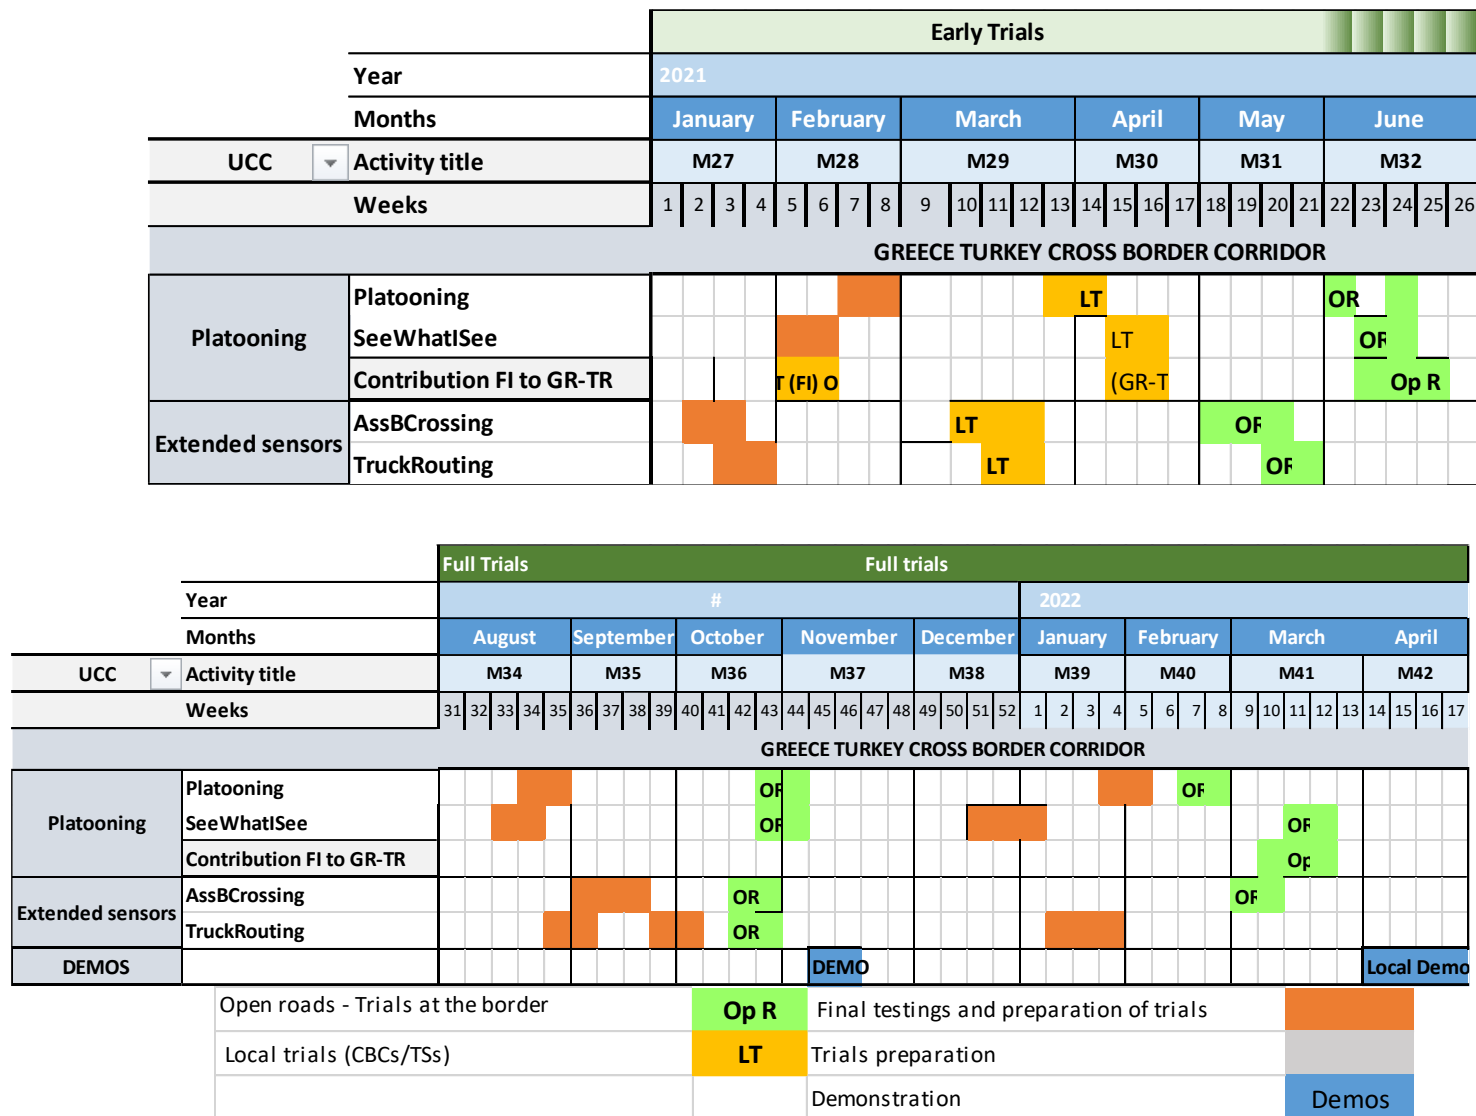 Early Trials
Year 2021
Months January February March April May June
UCC Activity title M27 M28 M29 M30 M31 M32
Weeks 1 2 3 4 5 6 7 8 9 10 11 12 13 14 15 16 17 18 19 20 21 22 23 24 25 26
GREECE TURKEY CROSS BORDER CORRIDOR
Platooning
Platooning LT OR
SeeWhatISee LT OR
Contribution FI to GR-TR T (FI) O (GR-T Op R
Extended sensors
AssBCrossing LT OR
TruckRouting LT OR
Full Trials Full trials
Year # 2022
Months August September October November December January February March April
UCC Activity title M34 M35 M36 M37 M38 M39 M40 M41 M42
Weeks 31 32 33 34 35 36 37 38 39 40 41 42 43 44 45 46 47 48 49 50 51 52 1 2 3 4 5 6 7 8 9 10 11 12 13 14 15 16 17
GREECE TURKEY CROSS BORDER CORRIDOR
Platooning
Platooning OR OR
SeeWhatISee OR OR
Contribution FI to GR-TR Op
Extended sensors
AssBCrossing OR OR
TruckRouting OR
DEMOS DEMO Local Demo
Open roads - Trials at the border Op R Final testings and preparation of trials
Local trials (CBCs/TSs) LT Trials preparation
Demonstration Demos